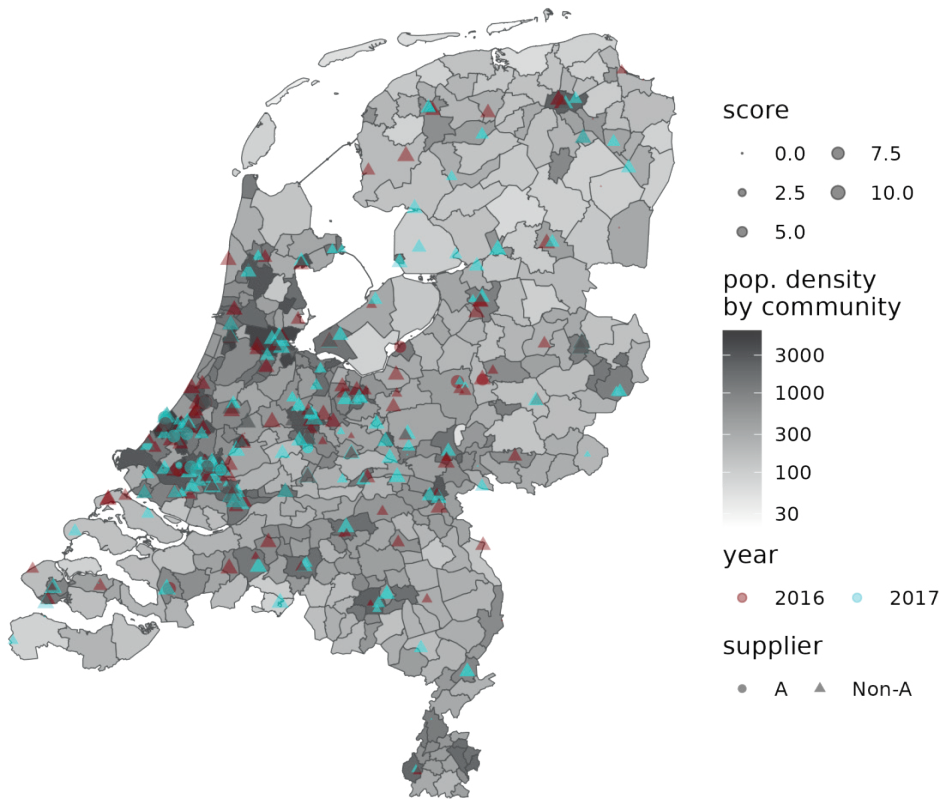 score
0.0 7.5
2.5 10.0
5.0
pop. density
by community
3000
1000
300
100
30
year
2016 2017
supplier
A Non-A